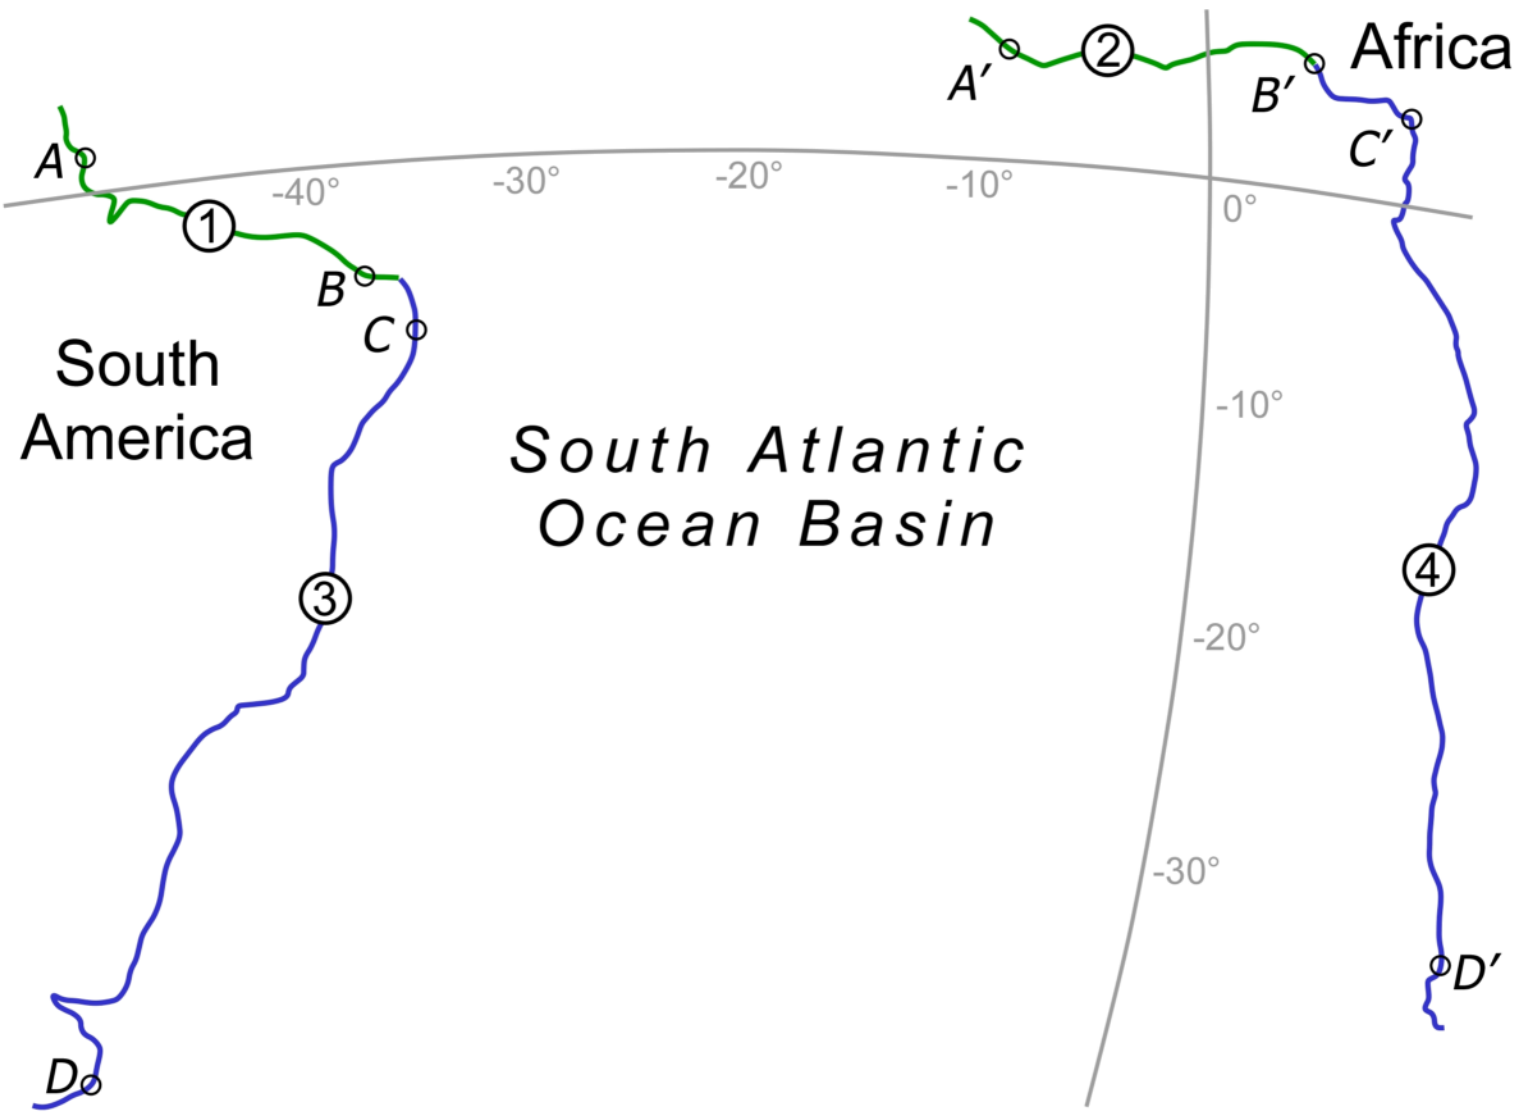 Africa
2
A′
B′
C′
A
-40°
-30°
-20°
-10°
0°
1
B
C
South
America
South Atlantic
Ocean Basin
-10°
3
4
-20°
-30°
D′
D